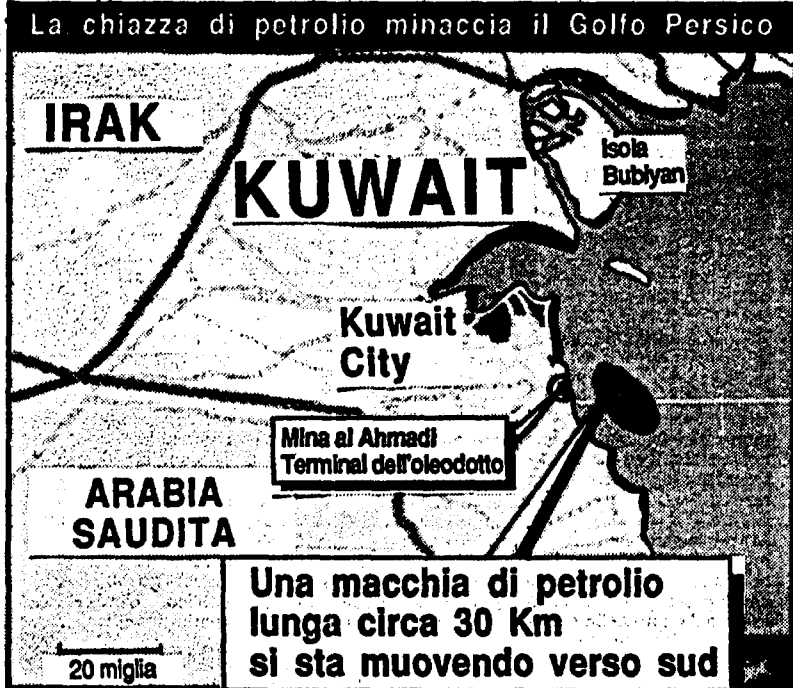 La chiazza di petrolio minaccia il Golfo Persico
IRAK
KUWAIT
Isola
Bubiyan
Kuwait
City
Mina al Ahmadi
Terminal dell'oleodotto
ARABIA
SAUDITA
Una macchia di petrolio
lunga circa 30 Km
si sta muovendo verso sud
20 miglia